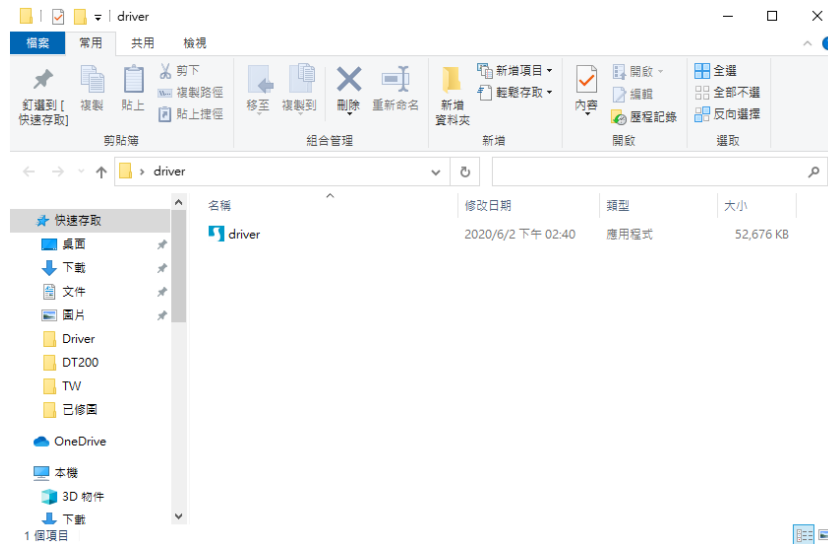 driver
檔案 常用 共用 檢視
釘選到 [
快速存取]
複製
貼上
剪下
複製路徑
貼上捷徑
剪貼簿
移至
複製到
刪除
重新命名
組合管理
新增
資料夾
新增項目
輕鬆存取
新增
內容
開啟
編輯
歷程記錄
開啟
全選
全部不選
反向選擇
選取
driver
名稱 修改日期 類型 大小
driver 2020/6/2 下午 02:40 應用程式 52,676 KB
快速存取
桌面
下載
文件
圖片
Driver
DT200
TW
已修圖
OneDrive
本機
3D 物件
下載
1 個項目